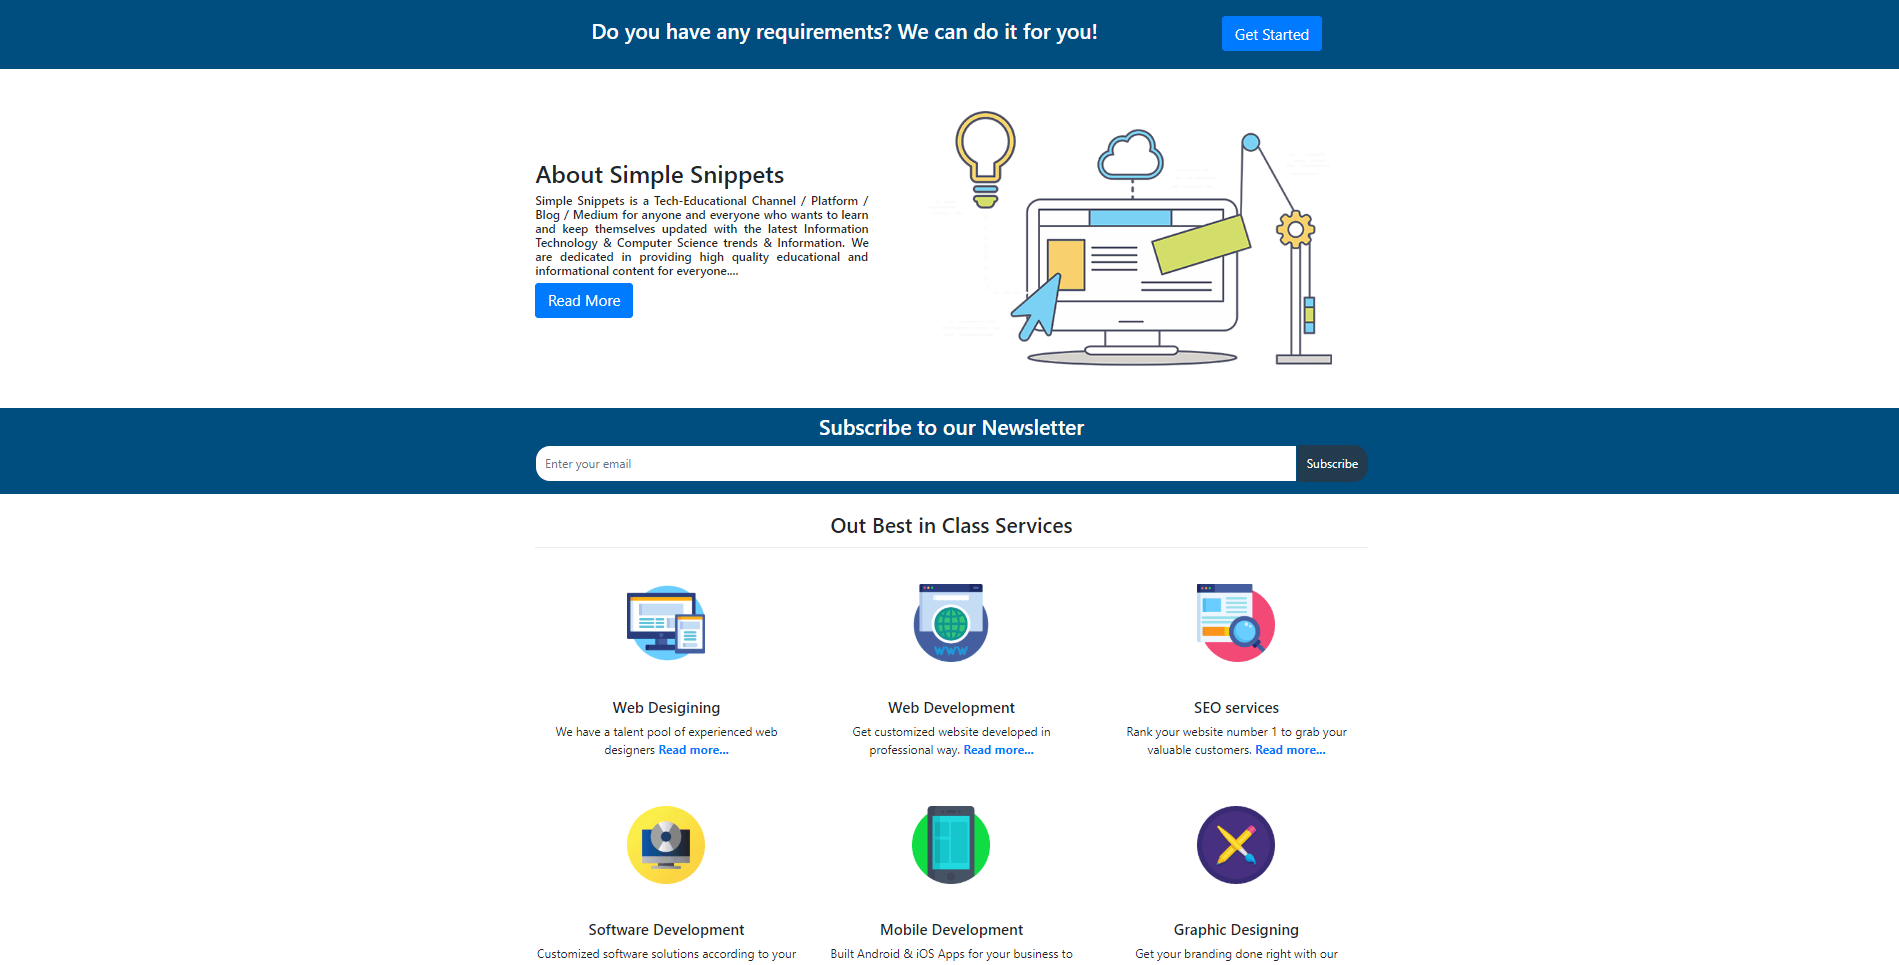 Do you have any requirements? We can do it for you!
Get Started
About Simple Snippets
Simple Snippets is a Tech-Educational Channel / Platform /
Blog / Medium for anyone and everyone who wants to learn
and keep themselves updated with the latest Information
Technology & Computer Science trends & Information. We
are dedicated in providing high quality educational and
informational content for everyone....
Read More
Subscribe to our Newsletter
Enter your email
Subscribe
Out Best in Class Services
WWW
Web Desigining
We have a talent pool of experienced web
designers Read more...
Web Development
Get customized website developed in
professional way. Read more...
SEO services
Rank your website number 1 to grab your
valuable customers. Read more...
Software Development
Customized software solutions according to your
Mobile Development
Built Android & iOS Apps for your business to
Graphic Designing
Get your branding done right with our